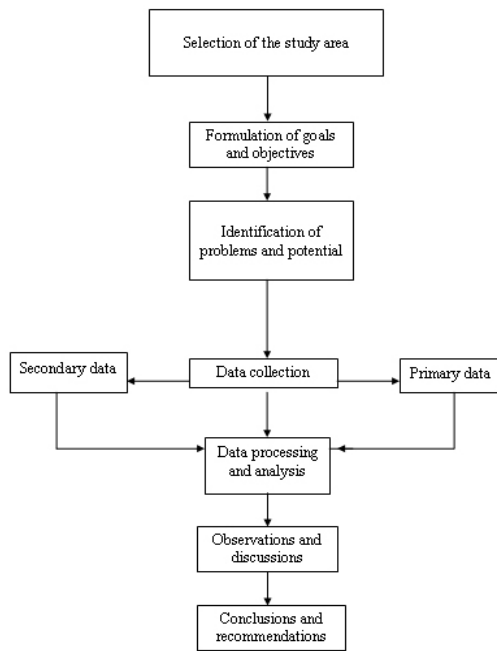 Selection of the study area
Formulation of goals
and objectives
Identification of
problems and potential
Secondary data
Data collection
Primary data
Data processing
and analysis
Observations and
discussions
Conclusions and
recommendations